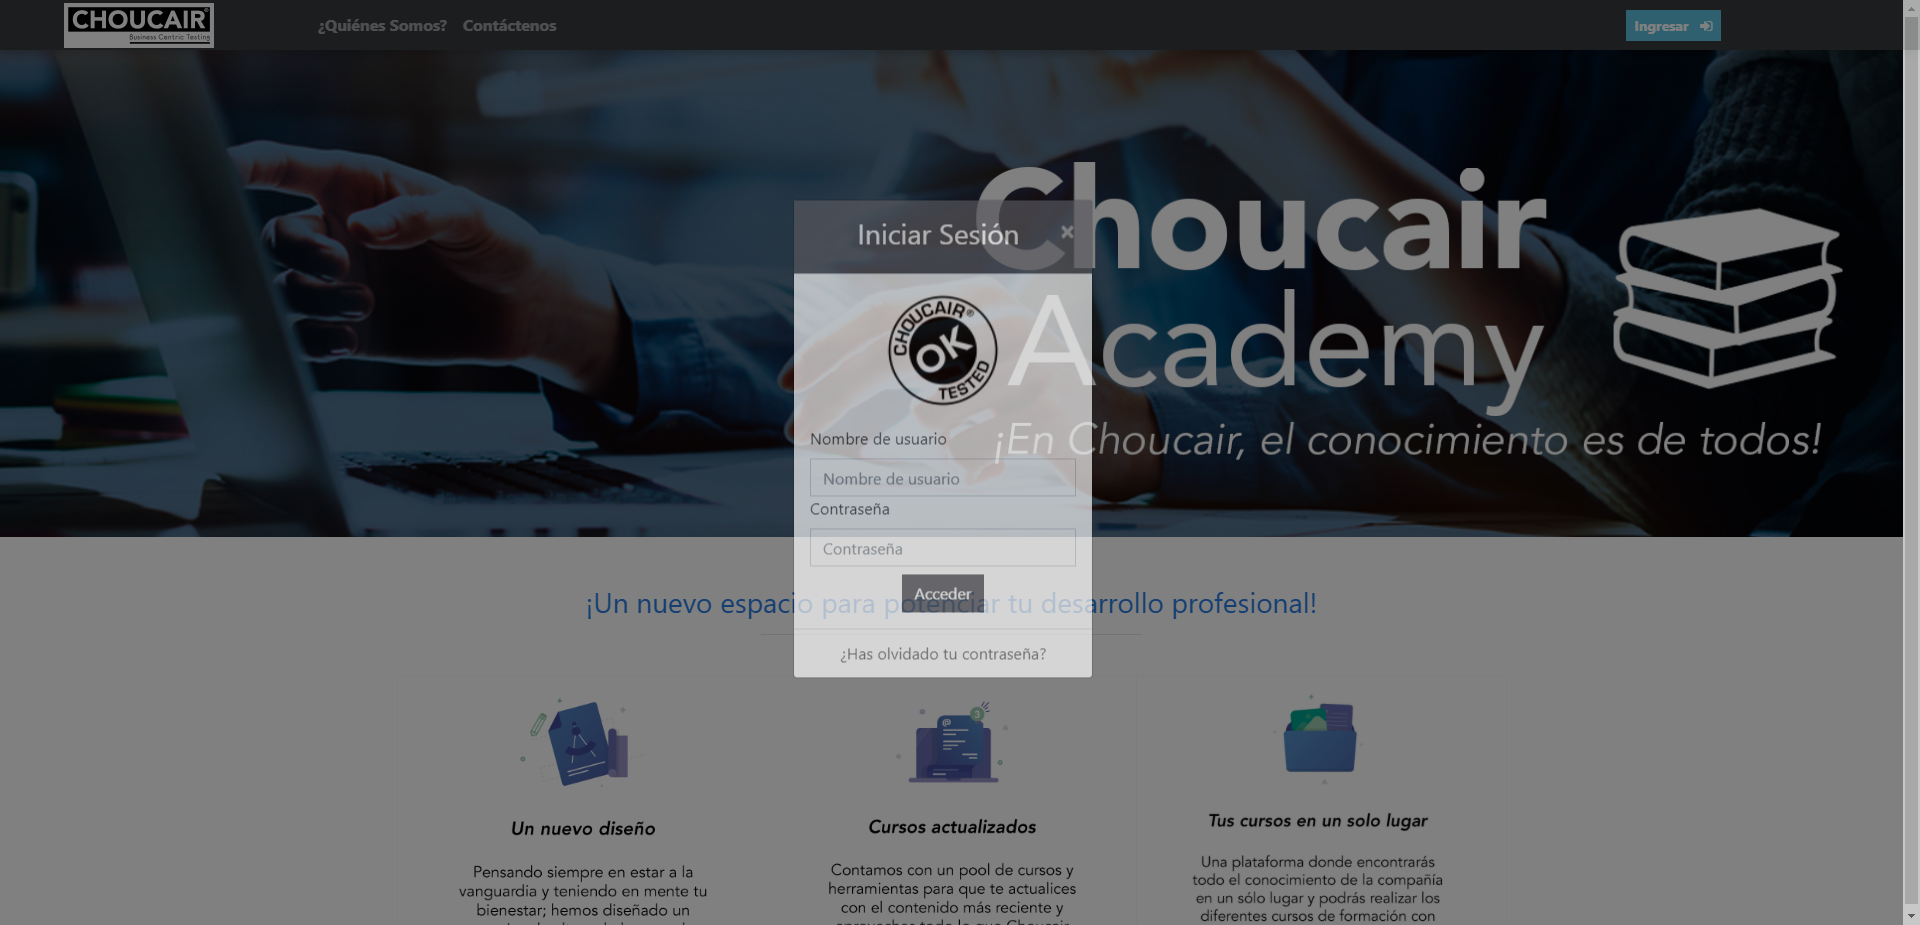 CHOUCAIR®
Business Centric Testing
¿Quiénes Somos?
Contáctenos
Ingresar
Choucair
Academy
¡En Choucair, el conocimiento es de todos!
Iniciar Sesión
×
CHOUCAIR®
OK
TESTED
Nombre de usuario
Nombre de usuario
Contraseña
Contraseña
Acceder
¿Has olvidado tu contraseña?
¡Un nuevo espacio para potenciar tu desarrollo profesional!
Un nuevo diseño
Pensando siempre en estar a la
vanguardia y teniendo en mente tu
bienestar; hemos diseñado un
@
3
Cursos actualizados
Contamos con un pool de cursos y
herramientas para que te actualices
con el contenido más reciente y
Tus cursos en un solo lugar
Una plataforma donde encontrarás
todo el conocimiento de la compañía
en un sólo lugar y podrás realizar los
diferentes cursos de formación con